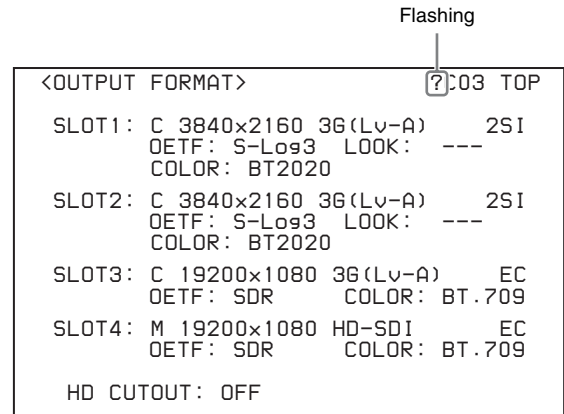 Flashing
<OUTPUT FORMAT> ?C03 TOP
SLOT1: C 3840x2160 3G(Lv-A) 2SI
OETF: S-Log3 LOOK: ---
COLOR: BT2020
SLOT2: C 3840x2160 3G(Lv-A) 2SI
OETF: S-Log3 LOOK: ---
COLOR: BT2020
SLOT3: C 19200x1080 3G(Lv-A) EC
OETF: SDR COLOR: BT.709
SLOT4: M 19200x1080 HD-SDI EC
OETF: SDR COLOR: BT.709
HD CUTOUT: OFF